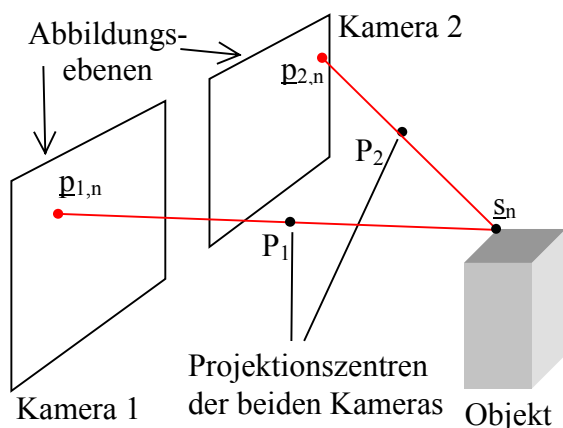 Abbildungs-
ebenen
Kamera 2
p2,n
P2
p1,n
P1
sn
Projektionszentren
der beiden Kameras
Kamera 1
Objekt